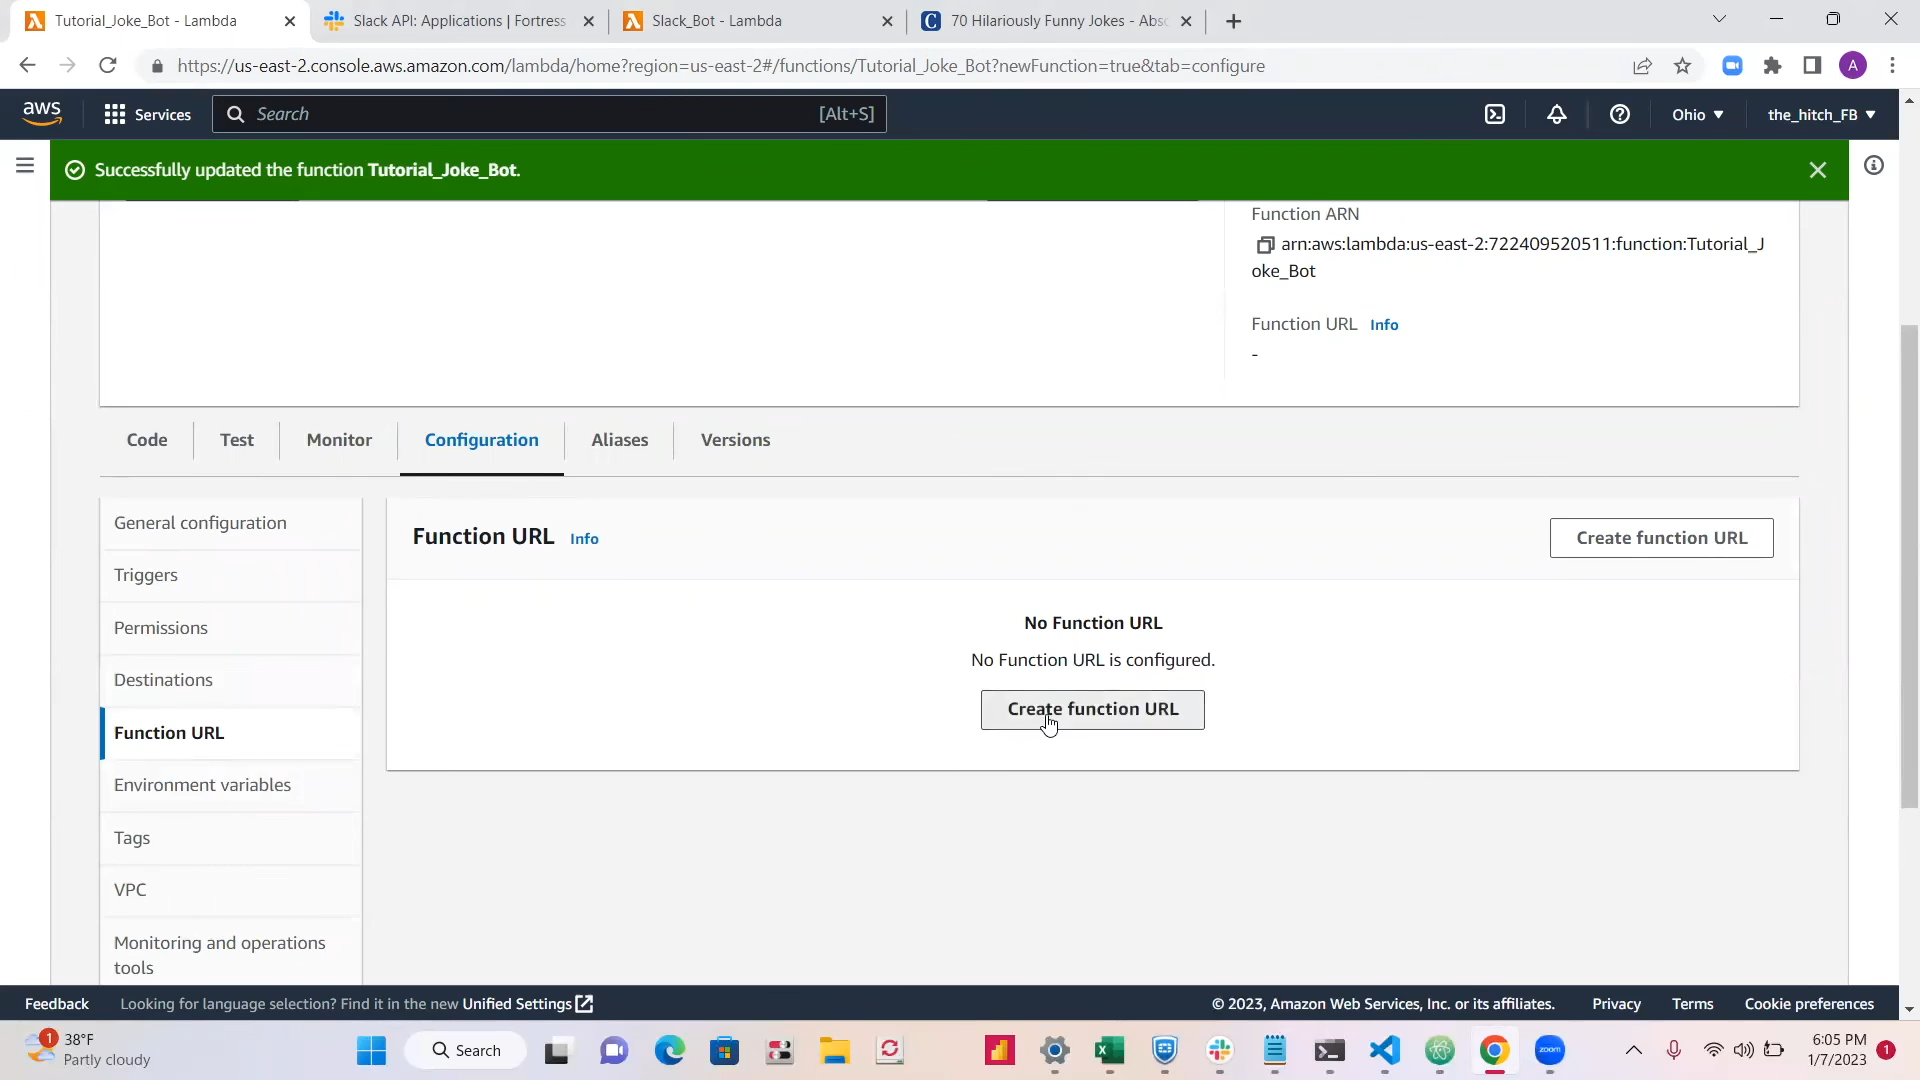 Tutorial_Joke_Bot - Lambda
Slack API: Applications | Fortress
Slack_Bot - Lambda
70 Hilariously Funny Jokes - Abso
https://us-east-2.console.aws.amazon.com/lambda/home?region=us-east-2#/functions/Tutorial_Joke_Bot?newFunction=true&tab=configure
A
aws
Services
Search
[Alt+S]
Ohio
the_hitch_FB
Successfully updated the function Tutorial_Joke_Bot.
Function ARN
arn:aws:lambda:us-east-2:722409520511:function:Tutorial_J
oke_Bot
Function URL Info
-
Code
Test
Monitor
Configuration
Aliases
Versions
General configuration
Triggers
Permissions
Destinations
Function URL
Environment variables
Tags
VPC
Monitoring and operations
tools
Function URL Info
Create function URL
No Function URL
No Function URL is configured.
Create function URL
Feedback
Looking for language selection? Find it in the new Unified Settings
© 2023, Amazon Web Services, Inc. or its affiliates.
Privacy
Terms
Cookie preferences
1
38°F
Partly cloudy
Search
zoom
6:05 PM
1/7/2023
1